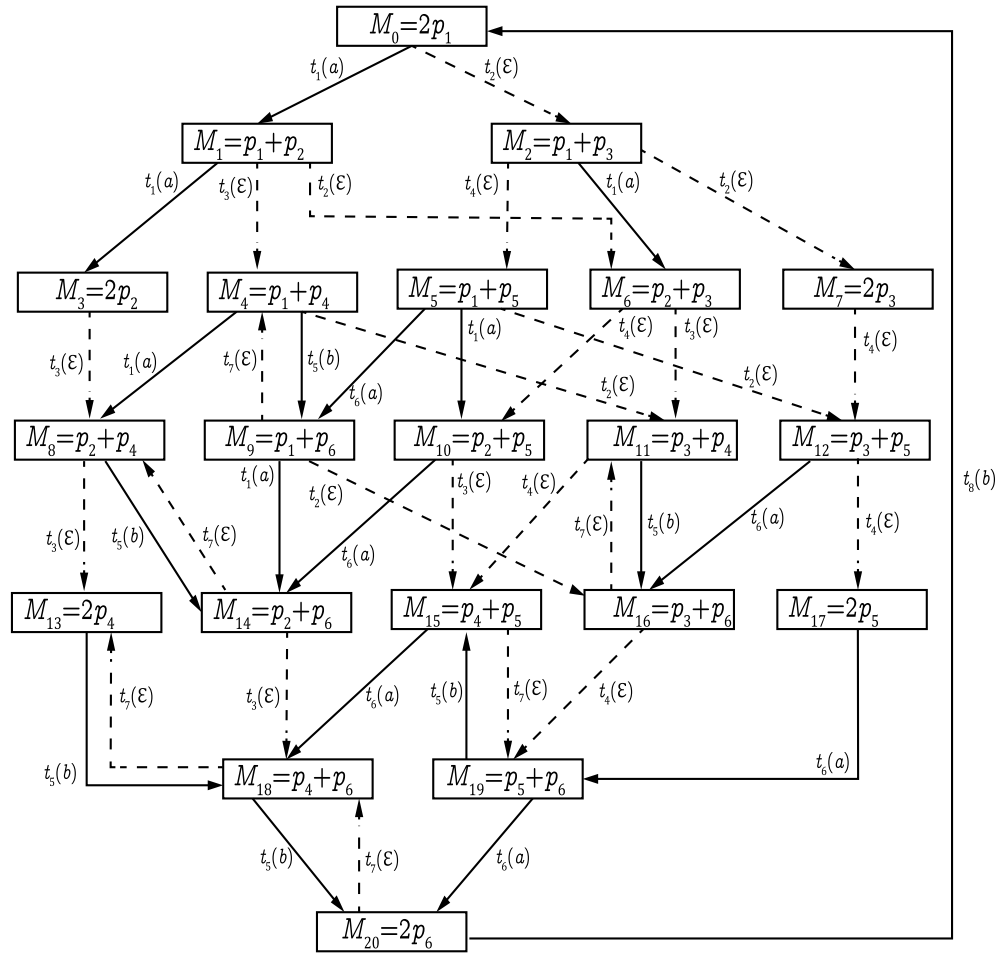 M₀=2p₁
t₁(a)
t₂(ε)
M₁=p₁+p₂
M₂=p₁+p₃
t₁(a)
t₃(ε)
t₂(ε)
t₄(ε)
t₁(a)
t₂(ε)
M₃=2p₂
M₄=p₁+p₄
M₅=p₁+p₅
M₆=p₂+p₃
M₇=2p₃
t₃(ε)
t₁(a)
t₇(ε)
t₅(b)
t₆(a)
t₁(a)
t₄(ε)
t₃(ε)
t₂(ε)
t₂(ε)
t₄(ε)
M₈=p₂+p₄
M₉=p₁+p₆
M₁₀=p₂+p₅
M₁₁=p₃+p₄
M₁₂=p₃+p₅
t₈(b)
t₃(ε)
t₅(b)
t₇(ε)
t₁(a)
t₂(ε)
t₆(a)
t₃(ε)
t₄(ε)
t₇(ε)
t₅(b)
t₆(a)
t₄(ε)
M₁₃=2p₄
M₁₄=p₂+p₆
M₁₅=p₄+p₅
M₁₆=p₃+p₆
M₁₇=2p₅
t₇(ε)
t₃(ε)
t₆(a)
t₅(b)
t₇(ε)
t₄(ε)
t₅(b)
t₆(a)
M₁₈=p₄+p₆
M₁₉=p₅+p₆
t₅(b)
t₇(ε)
t₆(a)
M₂₀=2p₆